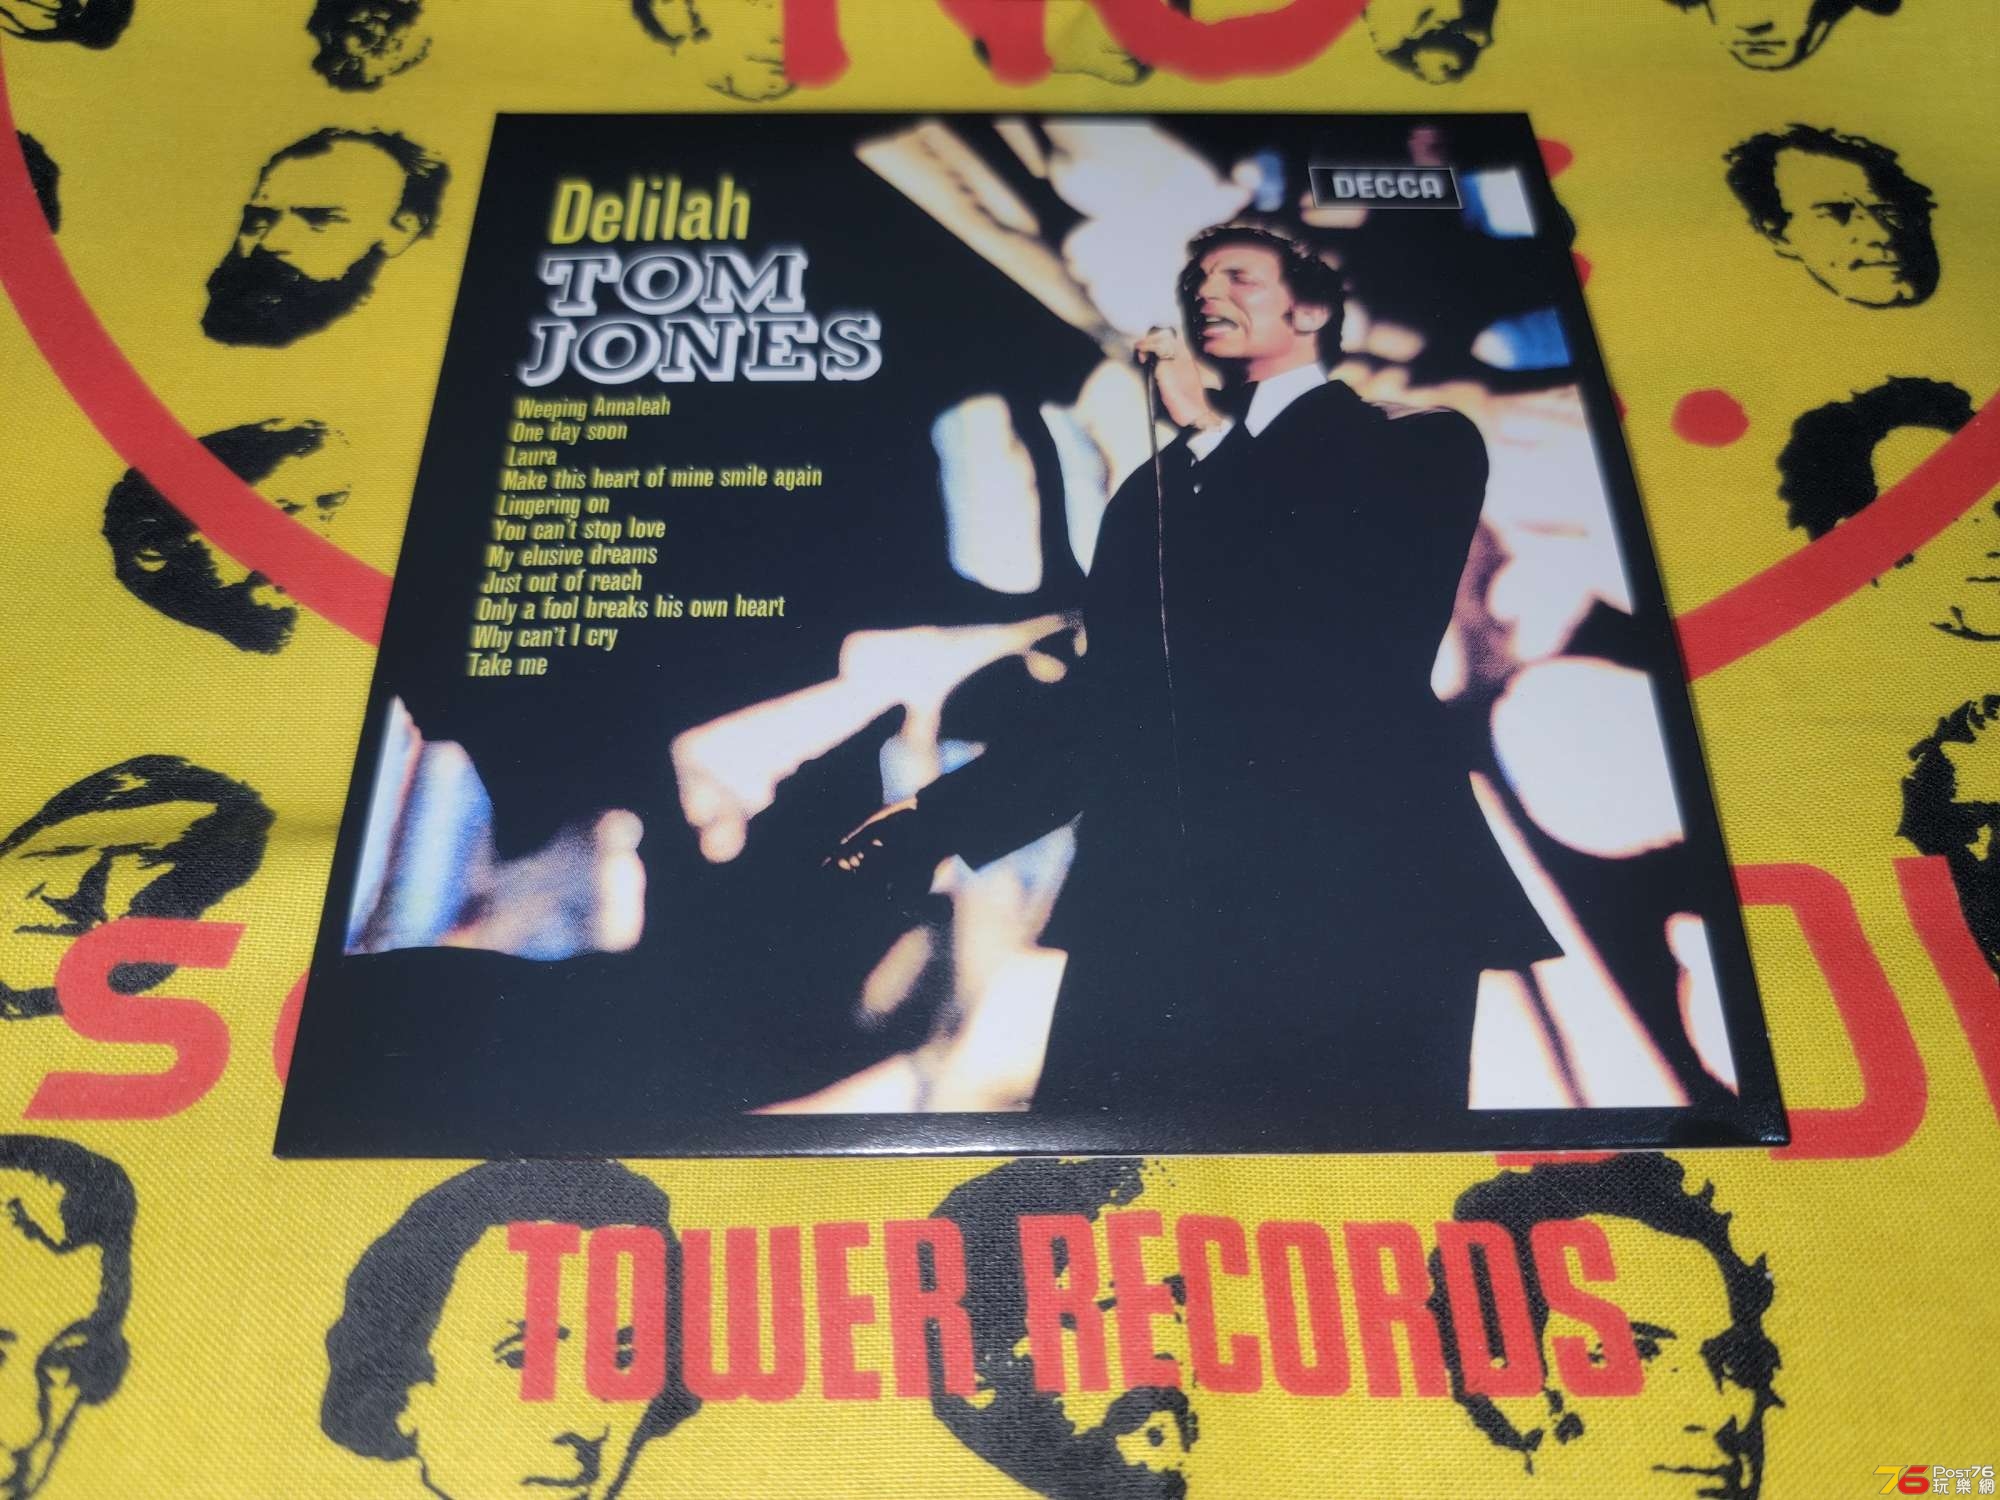 NO
Delilah
DECCA
TOM
JONES
Weeping Annaleah
One day soon
Laura
Make this heart of mine smile again
Lingering on
You can't stop love
My elusive dreams
Just out of reach
Only a fool breaks his own heart
Why can't I cry
Take me
TOWER RECORDS
76 POST76
玩樂網